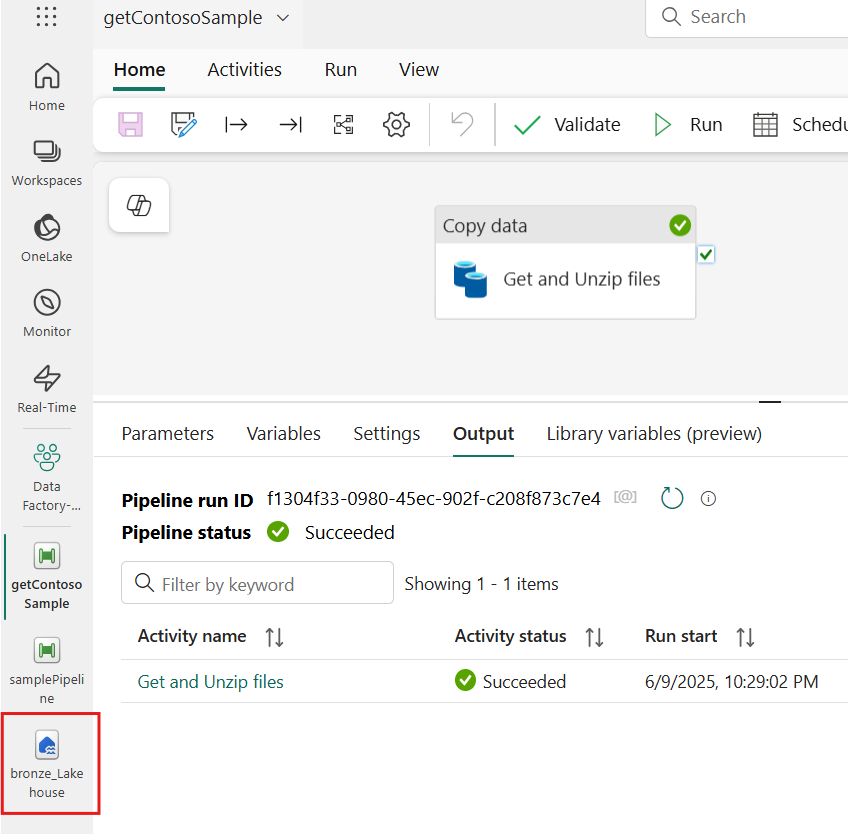 getContosoSample
Search
Home
Activities
Run
View
Validate
Run
Schedu
Home
Workspaces
OneLake
Monitor
Real-Time
Data
Factory-...
getContoso
Sample
samplePipeli
ne
bronze_Lake
house
Copy data
Get and Unzip files
Parameters
Variables
Settings
Output
Library variables (preview)
Pipeline run ID f1304f33-0980-45ec-902f-c208f873c7e4 [@]
Pipeline status Succeeded
Filter by keyword
Showing 1 - 1 items
Activity name
Activity status
Run start
Get and Unzip files
Succeeded
6/9/2025, 10:29:02 PM